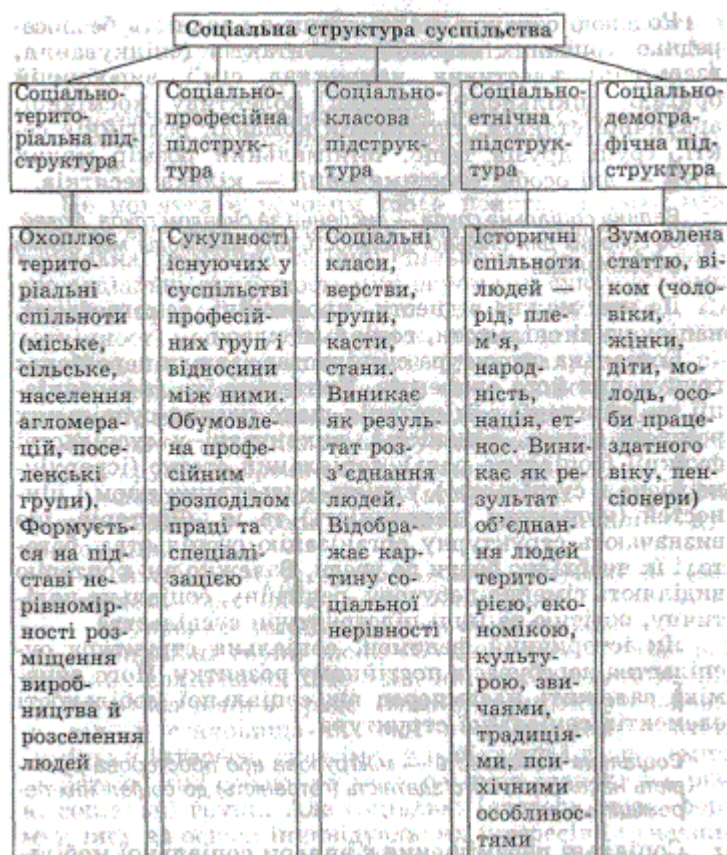 Соціальна структура суспільства
Соціально-
терито-
ріальна під-
структура
Соціально-
професійна
підструк-
тура
Соціально-
класова
підструк-
тура
Соціально-
етнічна
підструк-
тура
Соціально-
демогра-
фічна під-
структура
Охоплює
терито-
ріальні
спільноти
(міське,
сільське,
населення
агломера-
цій, посе-
ленські
групи).
Формуєть-
ся на під-
ставі не-
рівномір-
ності роз-
міщення
вироб-
ництва й
розселення
людей
Сукупності
існуючих у
суспільстві
професій-
них груп і
відносини
між ними.
Обумовле-
на профе-
сійним
розподілом
праці та
спеціалі-
зацією
Соціальні
класи,
верстви,
групи,
касти,
стани.
Виникає
як резуль-
тат роз-
з’єднання
людей.
Відобра-
жає кар-
тину со-
ціальної
нерівності
Історичні
спільноти
людей —
рід, пле-
м’я,
народ-
ність,
нація, ет-
нос. Вини-
кає як ре-
зультат
об’єднан-
ня людей
терито-
рією, еко-
номікою,
культу-
рою, зви-
чаями,
традиція-
ми, пси-
хічними
особливос-
тями
Зумовлена
статтю, ві-
ком (чоло-
віки,
жінки,
діти, мо-
лодь, осо-
би праце-
здатного
віку, пен-
сіонери)